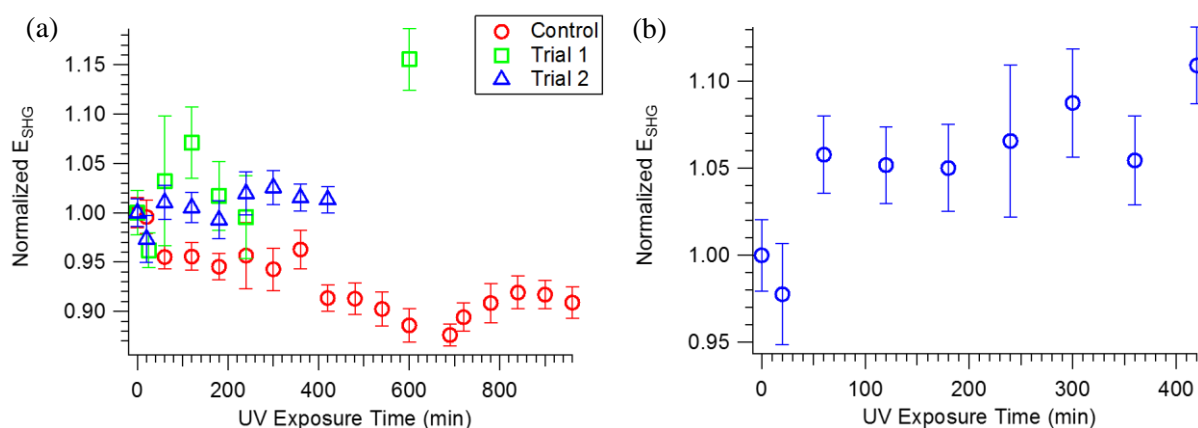 (a)
Control
Trial 1
Trial 2
1.15
1.10
1.05
1.00
0.95
0.90
Normalized E_SHG
0 200 400 600 800
UV Exposure Time (min)
(b)
1.10
1.05
1.00
0.95
Normalized E_SHG
0 100 200 300 400
UV Exposure Time (min)